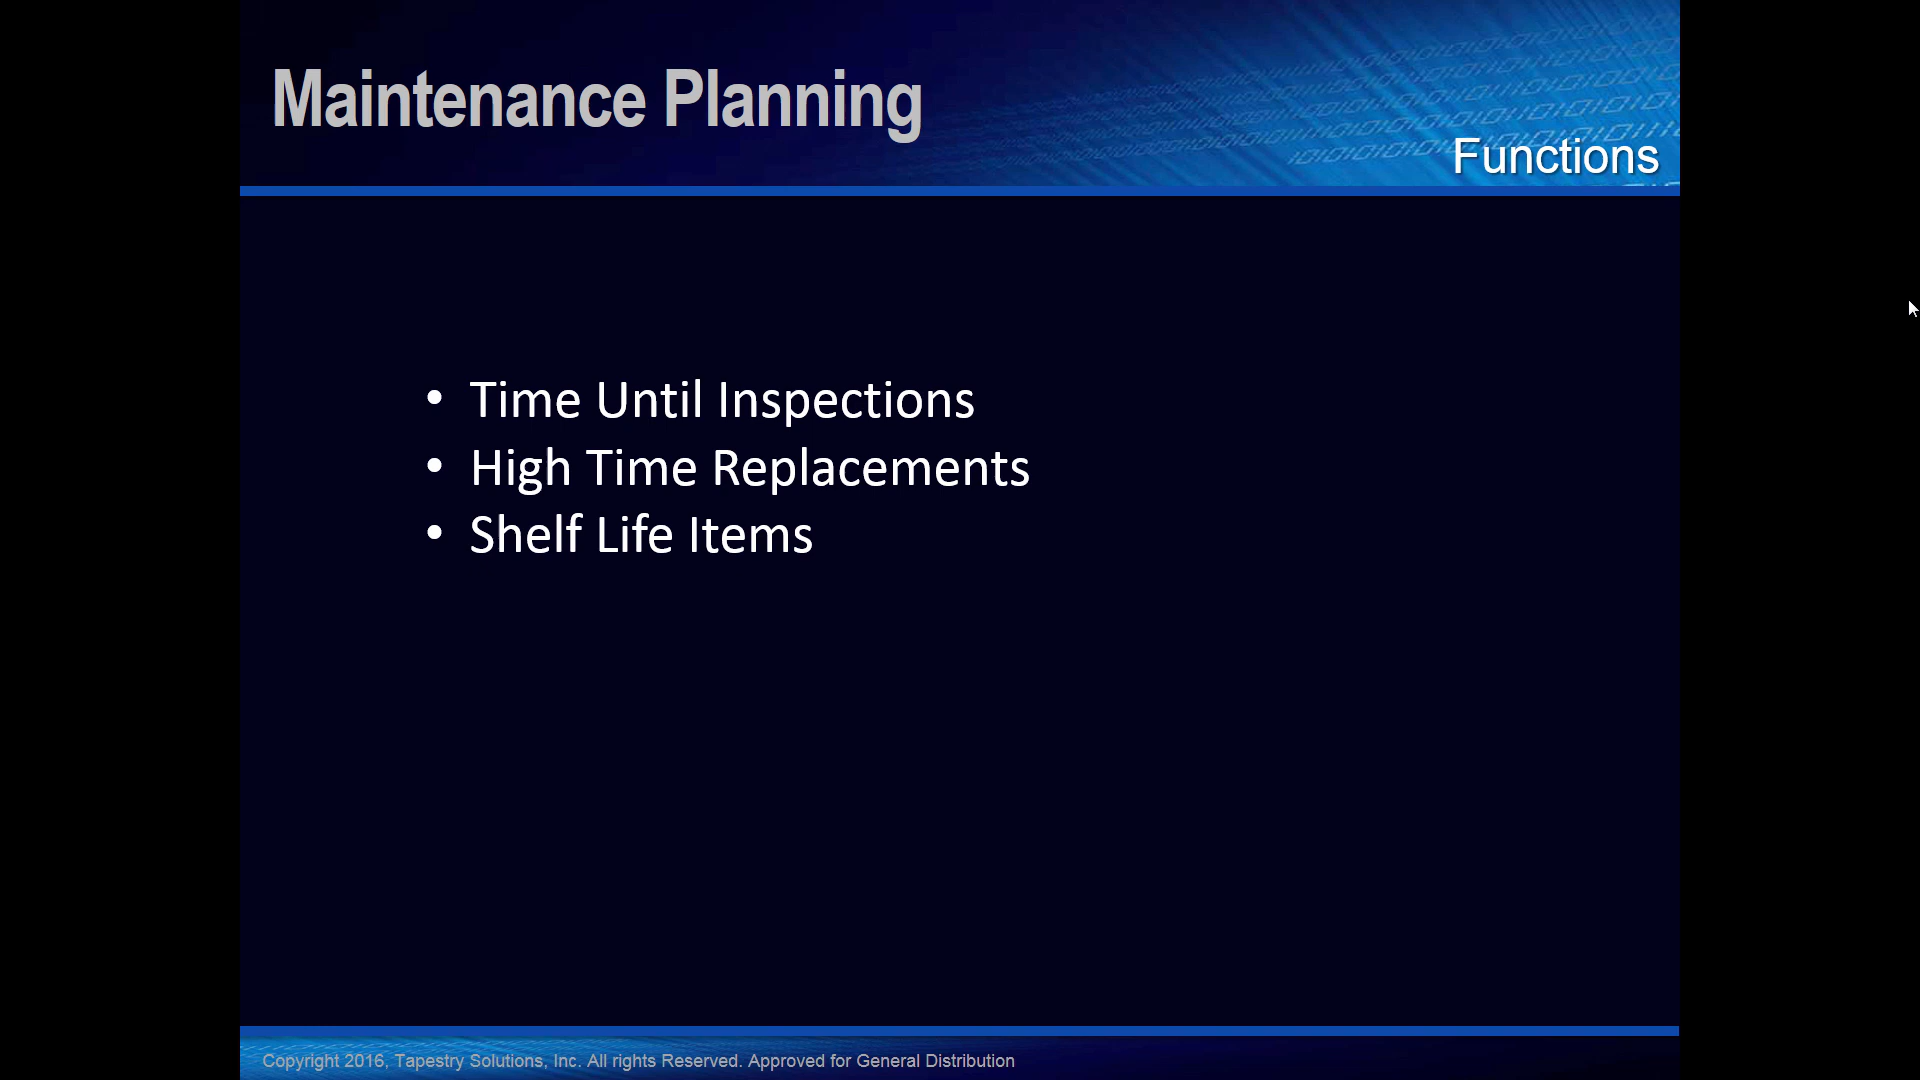 Maintenance Planning
Functions
• Time Until Inspections
• High Time Replacements
• Shelf Life Items
Copyright 2016, Tapestry Solutions, Inc. All rights Reserved. Approved for General Distribution